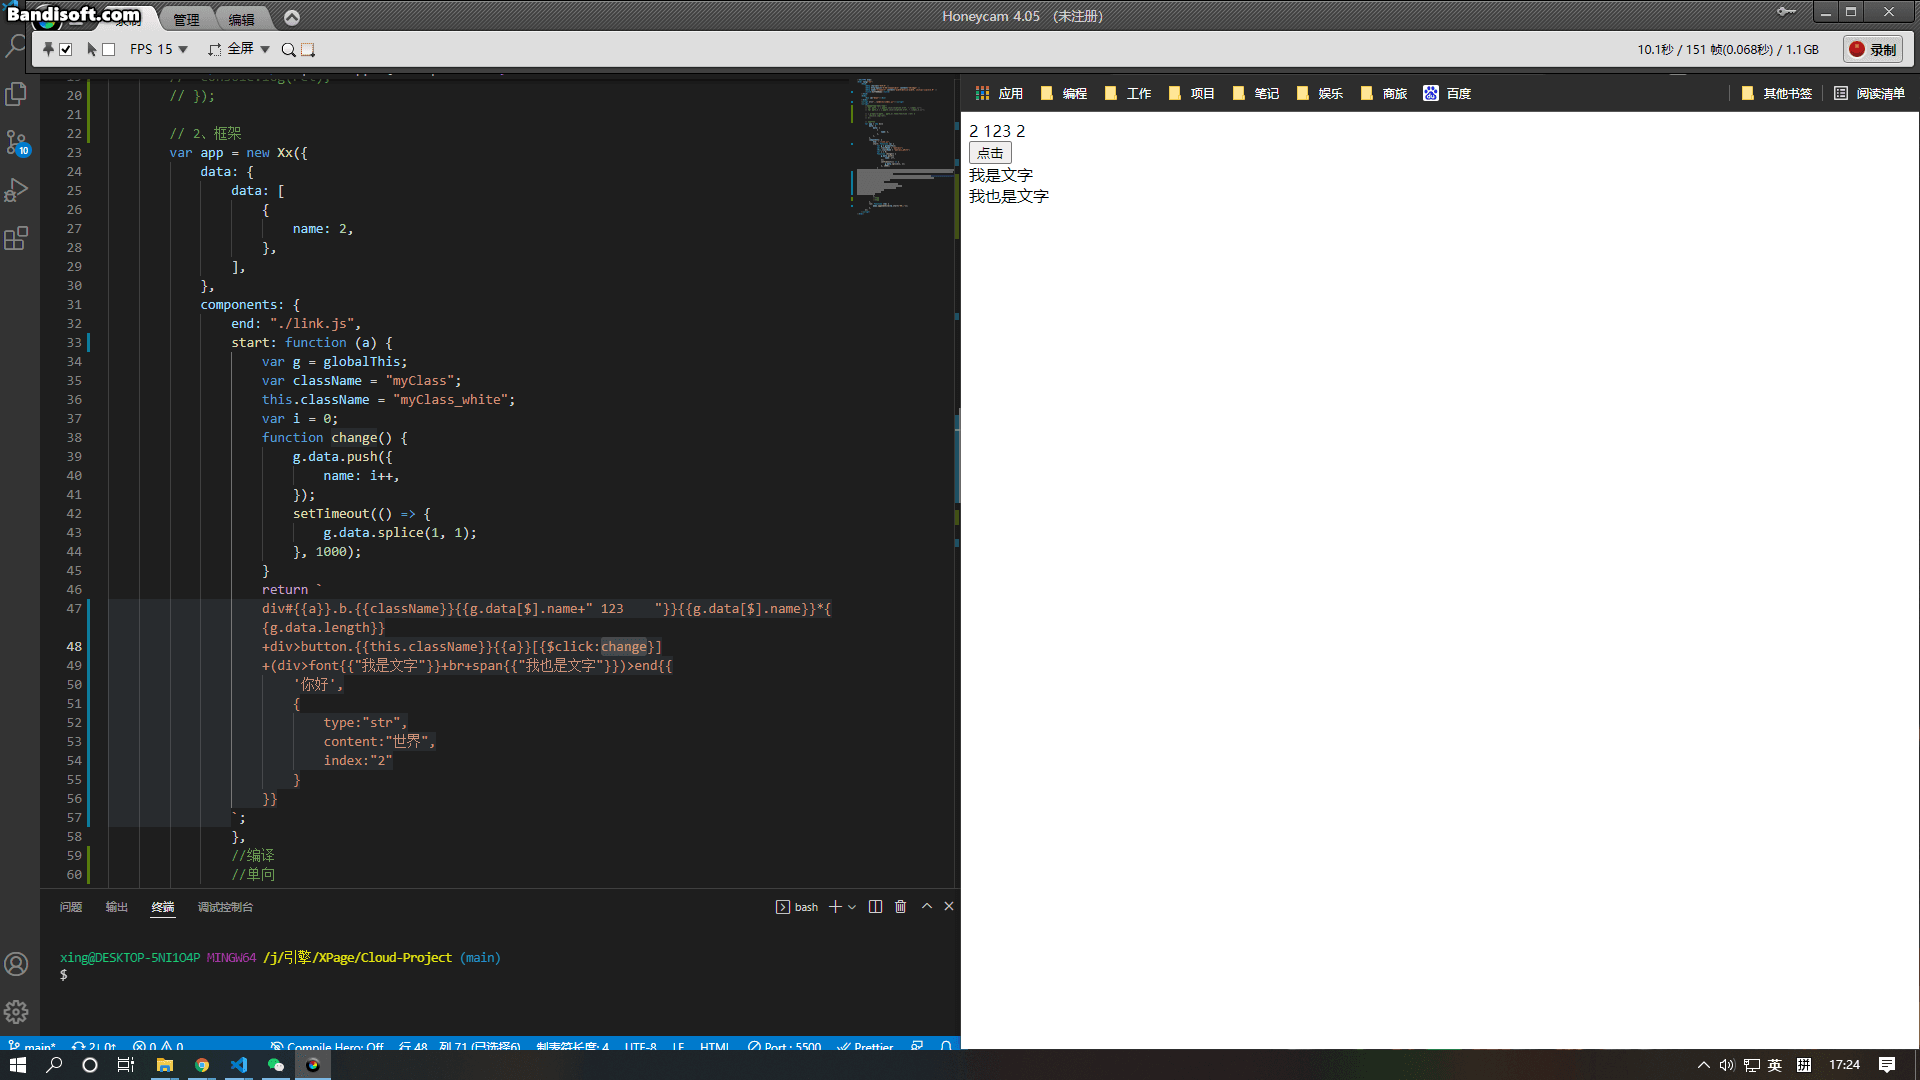 Bandisoft.com
管理
编辑
Honeycam 4.05 (未注册)
FPS 15
全屏
10.1秒 / 151 帧(0.068秒) / 1.1GB
录制
应用
编程
工作
项目
笔记
娱乐
商旅
百度
其他书签
阅读清单
10
20 // });
21
22 // 2、框架
23 var app = new Xx({
24 data: {
25 data: [
26 {
27 name: 2,
28 },
29 ],
30 },
31 components: {
32 end: "./link.js",
33 start: function (a) {
34 var g = globalThis;
35 var className = "myClass";
36 this.className = "myClass_white";
37 var i = 0;
38 function change() {
39 g.data.push({
40 name: i++,
41 });
42 setTimeout(() => {
43 g.data.splice(1, 1);
44 }, 1000);
45 }
46 return `
47 div#{{a}}.b.{{className}}{{g.data[$].name+" 123    "}}{{g.data[$].name}}*{
{g.data.length}}
48 +div>button.{{this.className}}{{a}}[{$click:change}]
49 +(div>font{{"我是文字"}}+br+span{{"我也是文字"}})>end{{
50 '你好',
51 {
52 type:"str",
53 content:"世界",
54 index:"2"
55 }
56 }}
57 `;
58 },
59 //编译
60 //单向
2 123 2
点击
我是文字
我也是文字
问题
输出
终端
调试控制台
bash
xing@DESKTOP-5NI1O4P MINGW64 /j/引擎/XPage/Cloud-Project (main)
$
main*
2↓ 0↑
0 0
Compile Hero: Off
行 48, 列 71 (已选择6)
制表符长度: 4
UTF-8
LF
HTML
Port : 5500
Prettier
英
拼
17:24